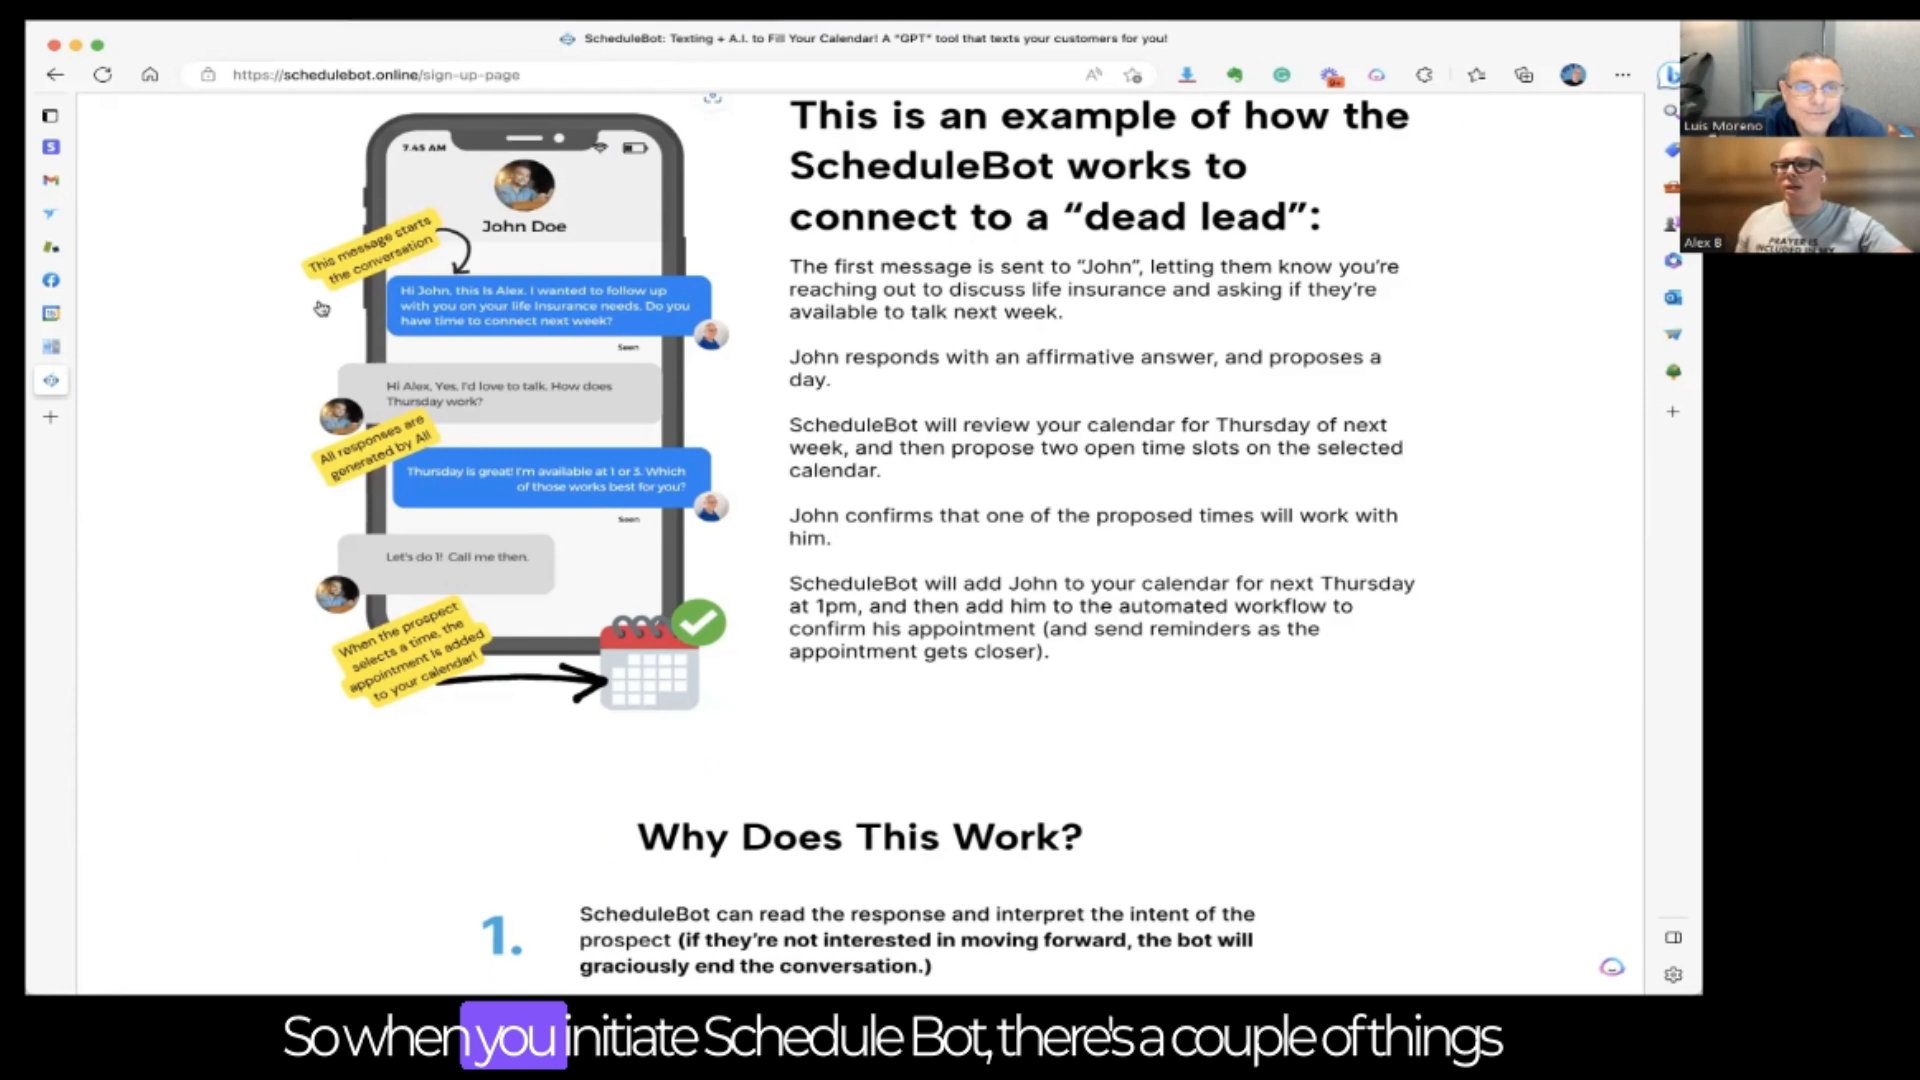 ScheduleBot: Texting + A.I. to Fill Your Calendar! A "GPT" tool that texts your customers for you!
https://schedulebot.online/sign-up-page
Luis Moreno
Alex B
PRAYER IS
INCLUDED IN MY
7.45 AM
John Doe
This message starts
the conversation
Hi John, this Is Alex. I wanted to follow up
with you on your life Insurance needs. Do you
have time to connect next week?
Seen
Hi Alex, Yes, I'd love to talk. How does
Thursday work?
All responses are
generated by AI!
Thursday is great! I'm available at 1 or 3. Which
of those works best for you?
Seen
Let's do 1! Call me then.
When the prospect
selects a time, the
appointment is added
to your calendar!
This is an example of how the
ScheduleBot works to
connect to a “dead lead”:
The first message is sent to “John”, letting them know you’re
reaching out to discuss life insurance and asking if they’re
available to talk next week.
John responds with an affirmative answer, and proposes a
day.
ScheduleBot will review your calendar for Thursday of next
week, and then propose two open time slots on the selected
calendar.
John confirms that one of the proposed times will work with
him.
ScheduleBot will add John to your calendar for next Thursday
at 1pm, and then add him to the automated workflow to
confirm his appointment (and send reminders as the
appointment gets closer).
Why Does This Work?
1.
ScheduleBot can read the response and interpret the intent of the
prospect (if they’re not interested in moving forward, the bot will
graciously end the conversation.)
So when you initiate Schedule Bot, there's a couple of things